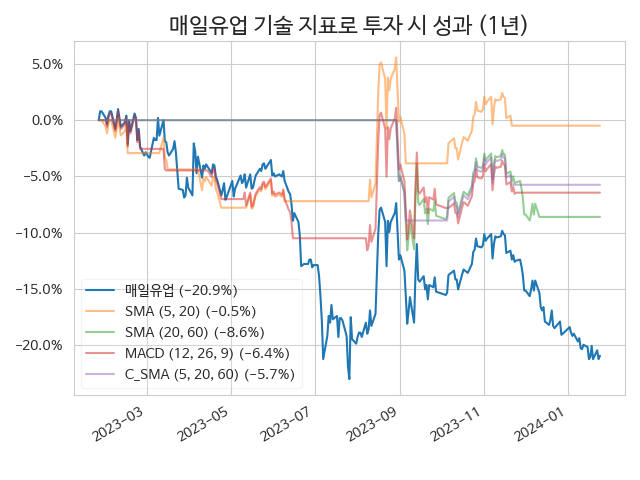 매일유업 기술 지표로 투자 시 성과 (1년)
5.0%
0.0%
−5.0%
−10.0%
−15.0%
−20.0%
매일유업 (−20.9%)
SMA (5, 20) (−0.5%)
SMA (20, 60) (−8.6%)
MACD (12, 26, 9) (−6.4%)
C_SMA (5, 20, 60) (−5.7%)
2023−03
2023−05
2023−07
2023−09
2023−11
2024−01